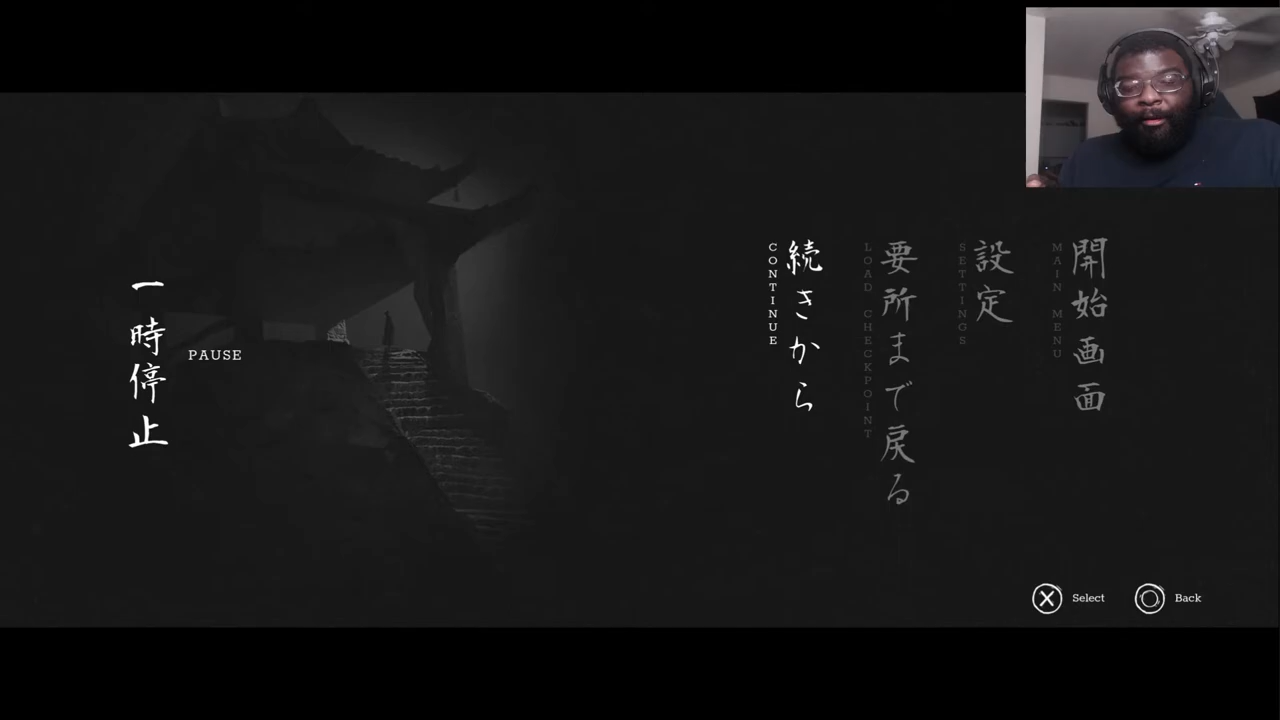 一時停止
PAUSE
続きから
CONTINUE
要所まで戻る
LOAD CHECKPOINT
設定
SETTINGS
開始画面
MAIN MENU
Select
Back